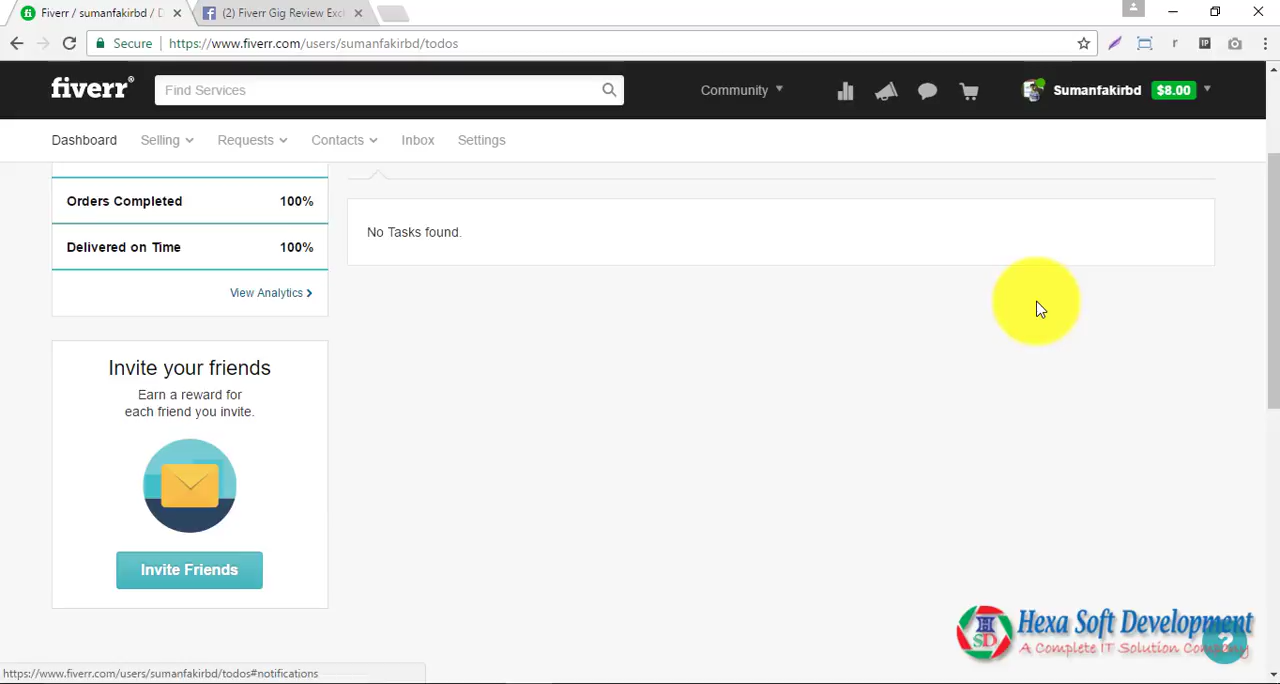 Fiverr / sumanfakirbd / D
(2) Fiverr Gig Review Exc
Secure
https://www.fiverr.com/users/sumanfakirbd/todos
fiverr®
Find Services
Community
Sumanfakirbd
$8.00
Dashboard
Selling
Requests
Contacts
Inbox
Settings
Orders Completed 100%
Delivered on Time 100%
View Analytics
No Tasks found.
Invite your friends
Earn a reward for
each friend you invite.
Invite Friends
HSD
Hexa Soft Development
A Complete IT Solution Company
?
https://www.fiverr.com/users/sumanfakirbd/todos#notifications